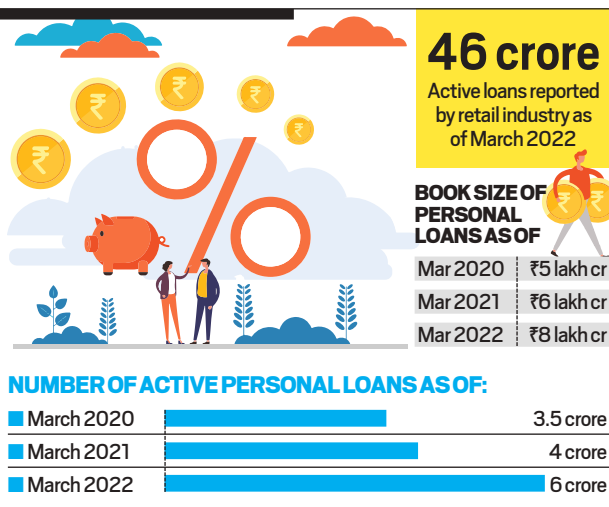 46 crore
Active loans reported
by retail industry as
of March 2022
BOOK SIZE OF
PERSONAL
LOANS AS OF
Mar 2020 ₹5 lakh cr
Mar 2021 ₹6 lakh cr
Mar 2022 ₹8 lakh cr
NUMBER OF ACTIVE PERSONAL LOANS AS OF:
March 2020 3.5 crore
March 2021 4 crore
March 2022 6 crore